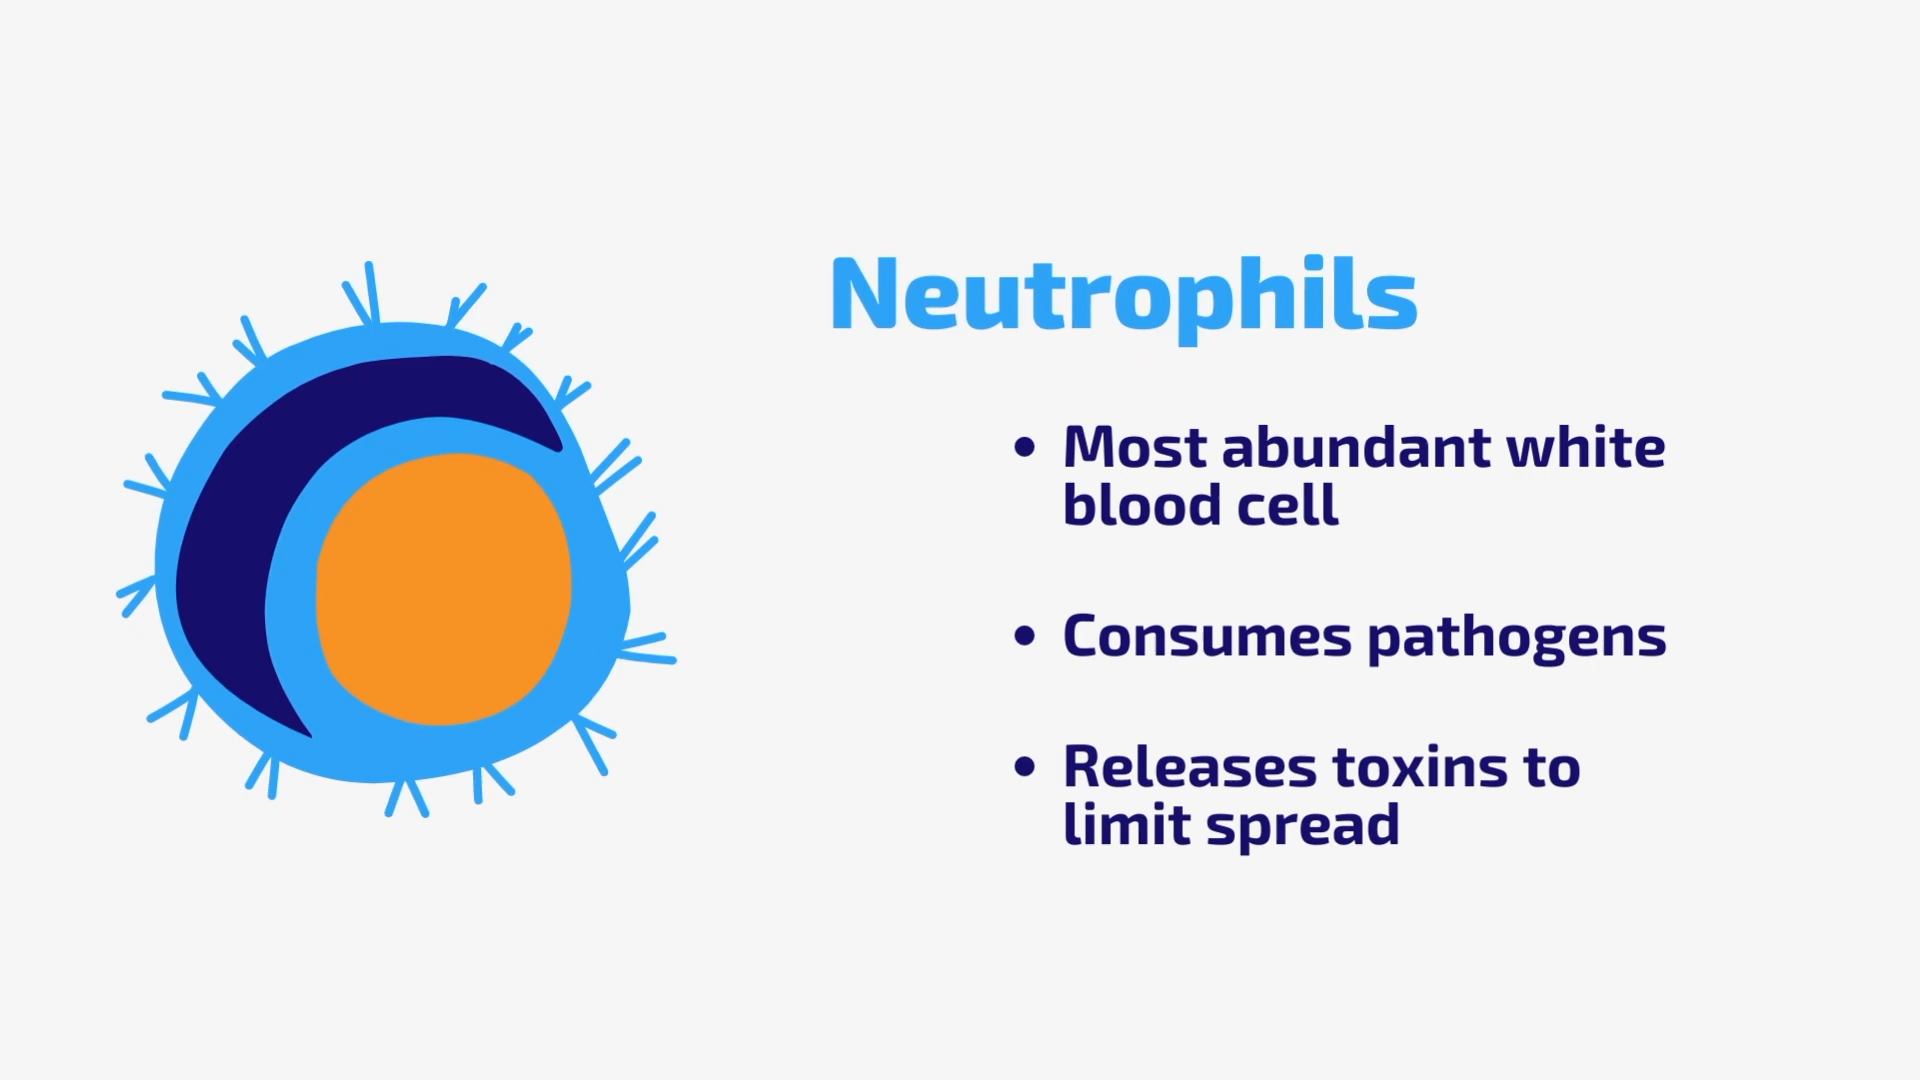 Neutrophils
• Most abundant white
blood cell
• Consumes pathogens
• Releases toxins to
limit spread